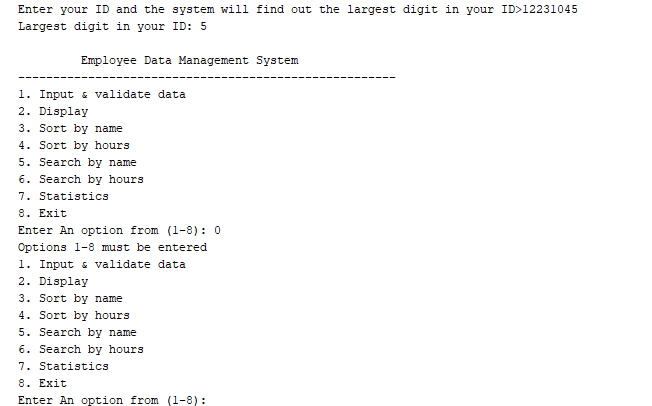 Enter your ID and the system will find out the largest digit in your ID>12231045
Largest digit in your ID: 5
Employee Data Management System
------------------------------------------------------
1. Input & validate data
2. Display
3. Sort by name
4. Sort by hours
5. Search by name
6. Search by hours
7. Statistics
8. Exit
Enter An option from (1-8): 0
Options 1-8 must be entered
1. Input & validate data
2. Display
3. Sort by name
4. Sort by hours
5. Search by name
6. Search by hours
7. Statistics
8. Exit
Enter An option from (1-8):